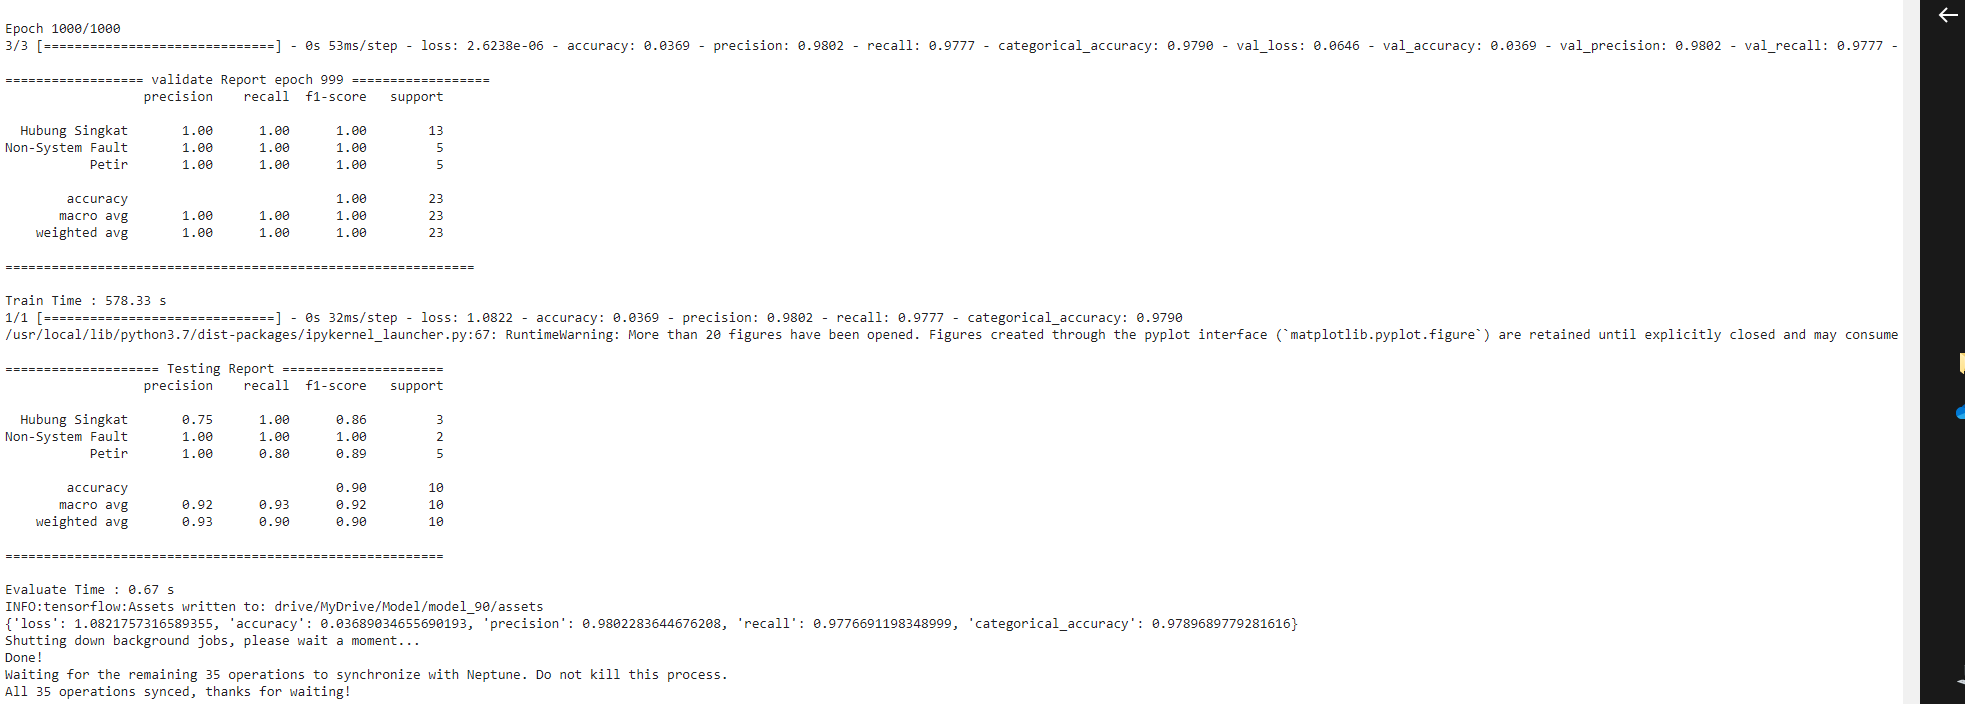 Epoch 1000/1000
3/3 [==============================] - 0s 53ms/step - loss: 2.6238e-06 - accuracy: 0.0369 - precision: 0.9802 - recall: 0.9777 - categorical_accuracy: 0.9790 - val_loss: 0.0646 - val_accuracy: 0.0369 - val_precision: 0.9802 - val_recall: 0.9777 -
================== validate Report epoch 999 ==================
precision recall f1-score support
Hubung Singkat 1.00 1.00 1.00 13
Non-System Fault 1.00 1.00 1.00 5
Petir 1.00 1.00 1.00 5
accuracy 1.00 23
macro avg 1.00 1.00 1.00 23
weighted avg 1.00 1.00 1.00 23
=============================================================
Train Time : 578.33 s
1/1 [==============================] - 0s 32ms/step - loss: 1.0822 - accuracy: 0.0369 - precision: 0.9802 - recall: 0.9777 - categorical_accuracy: 0.9790
/usr/local/lib/python3.7/dist-packages/ipykernel_launcher.py:67: RuntimeWarning: More than 20 figures have been opened. Figures created through the pyplot interface (`matplotlib.pyplot.figure`) are retained until explicitly closed and may consume
==================== Testing Report =====================
precision recall f1-score support
Hubung Singkat 0.75 1.00 0.86 3
Non-System Fault 1.00 1.00 1.00 2
Petir 1.00 0.80 0.89 5
accuracy 0.90 10
macro avg 0.92 0.93 0.92 10
weighted avg 0.93 0.90 0.90 10
=========================================================
Evaluate Time : 0.67 s
INFO:tensorflow:Assets written to: drive/MyDrive/Model/model_90/assets
{'loss': 1.0821757316589355, 'accuracy': 0.03689034655690193, 'precision': 0.9802283644676208, 'recall': 0.9776691198348999, 'categorical_accuracy': 0.9789689779281616}
Shutting down background jobs, please wait a moment...
Done!
Waiting for the remaining 35 operations to synchronize with Neptune. Do not kill this process.
All 35 operations synced, thanks for waiting!